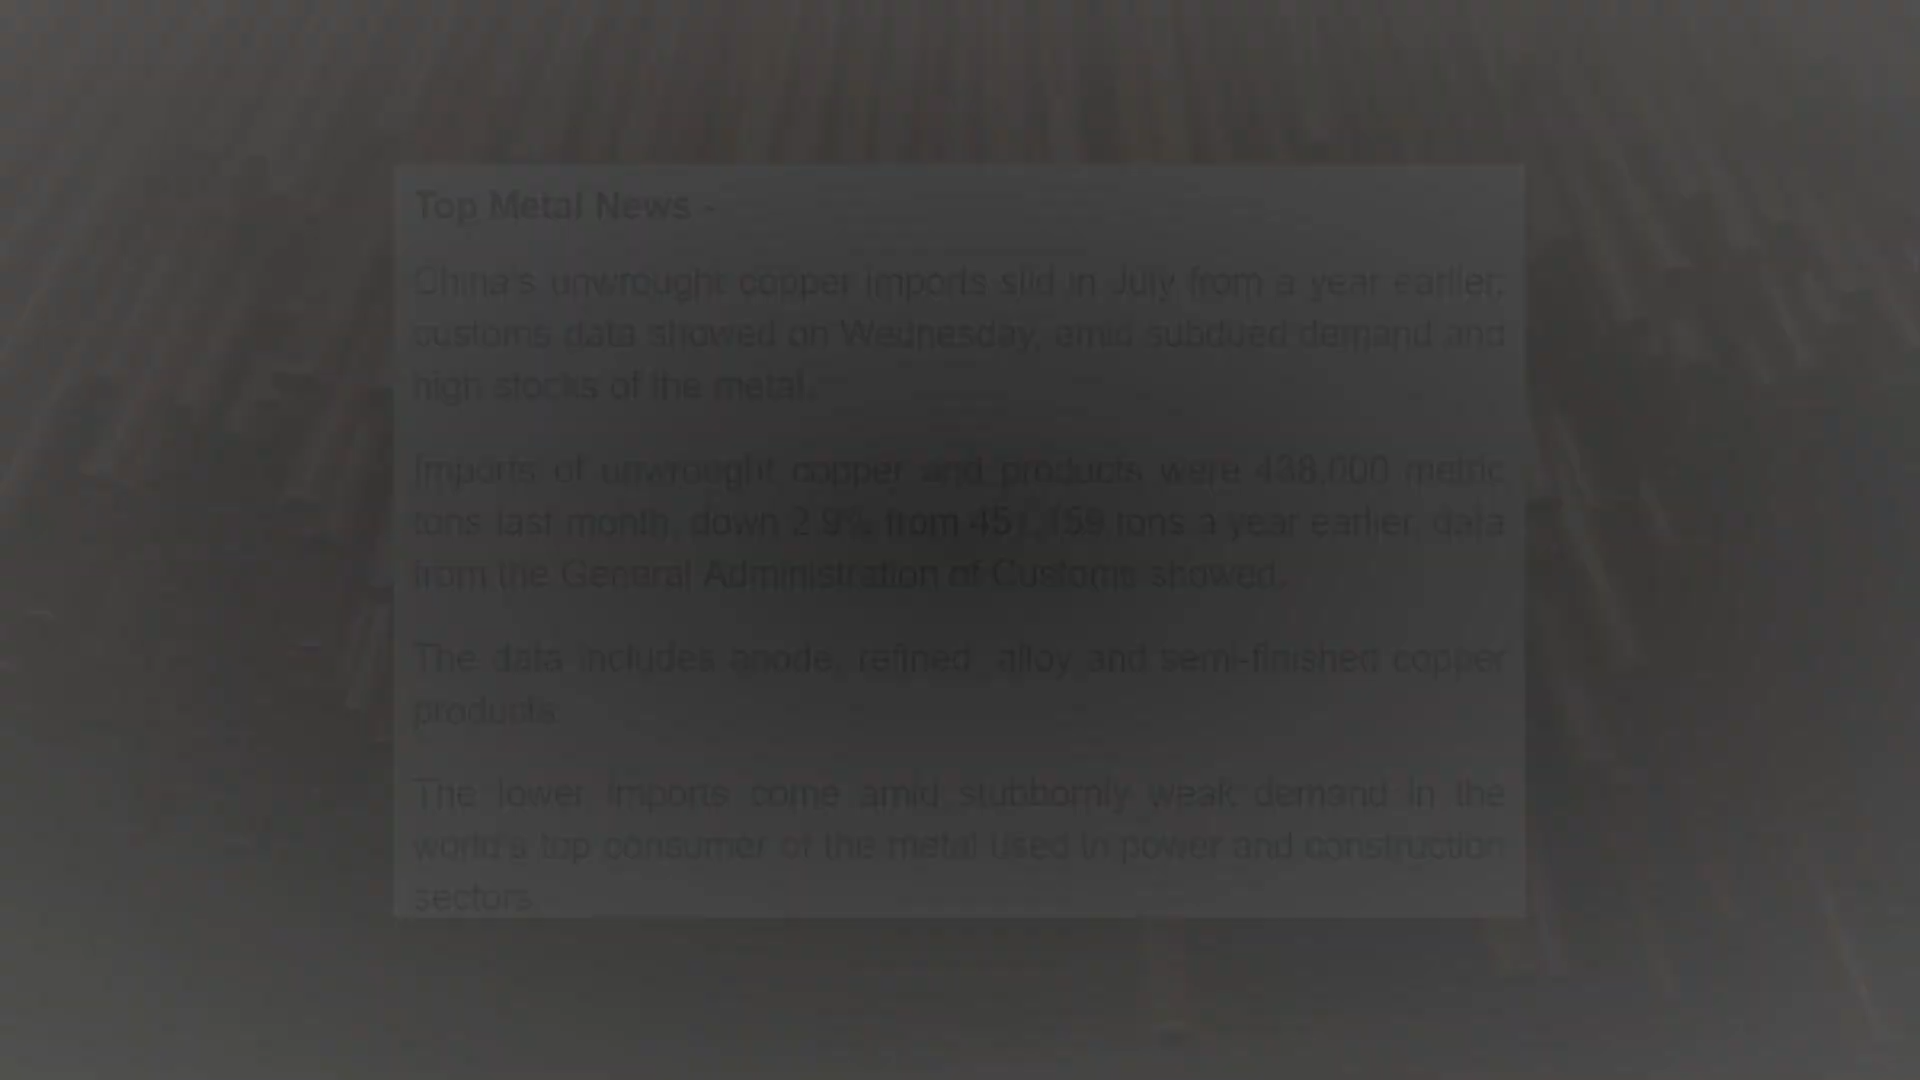 Top Metal News -
China's unwrought copper imports slid in July from a year earlier,
customs data showed on Wednesday, amid subdued demand and
high stocks of the metal.
Imports of unwrought copper and products were 438,000 metric
tons last month, down 2.9% from tons a year earlier, data
from the General Administration of Customs showed.
The data includes anode, refined, alloy and semi-finished copper
products.
The lower imports come amid stubbornly weak demand in the
world's top consumer of the metal used in power and construction
sectors.